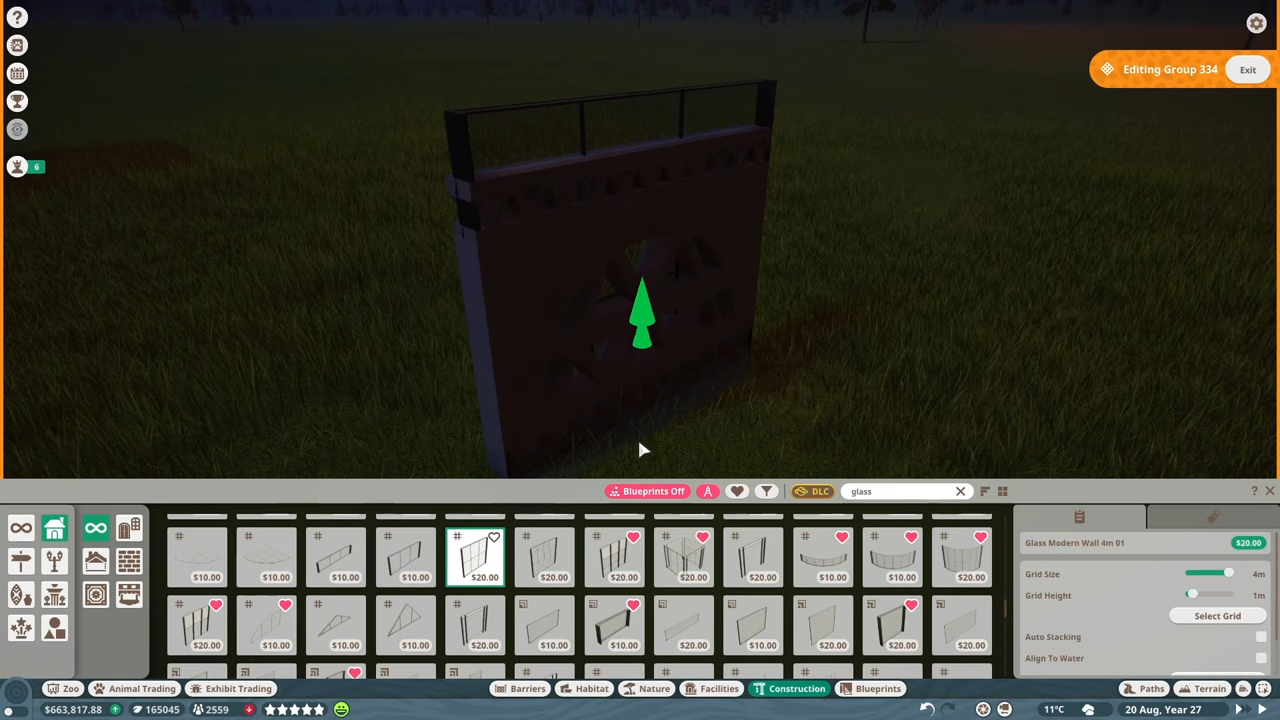 ?
Editing Group 334
Exit
6
Blueprints Off
DLC
glass
?
$10.00
$10.00
$10.00
$10.00
$20.00
$20.00
$20.00
$20.00
$20.00
$10.00
$10.00
$20.00
$20.00
$10.00
$10.00
$10.00
$20.00
$10.00
$10.00
$20.00
$10.00
$20.00
$20.00
$20.00
Glass Modern Wall 4m 01
$20.00
Grid Size
4m
Grid Height
1m
Select Grid
Auto Stacking
Align To Water
Zoo
Animal Trading
Exhibit Trading
Barriers
Habitat
Nature
Facilities
Construction
Blueprints
Paths
Terrain
$663,817.88
165045
2559
11°C
20 Aug, Year 27